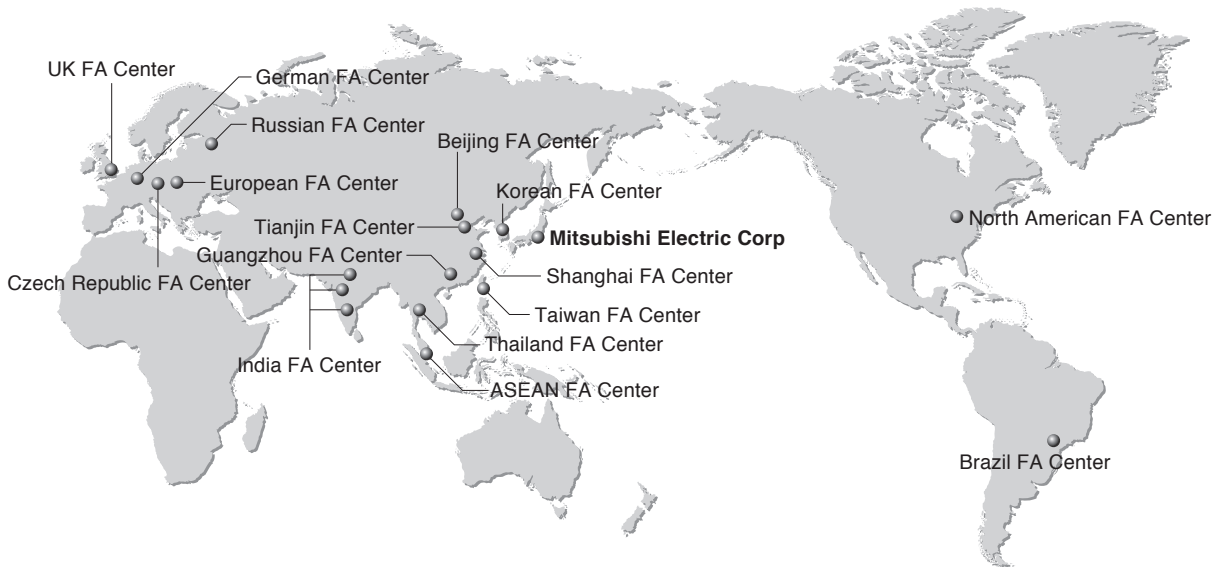 UK FA Center
German FA Center
Russian FA Center
Beijing FA Center
European FA Center
Korean FA Center
North American FA Center
Tianjin FA Center
Mitsubishi Electric Corp
Guangzhou FA Center
Shanghai FA Center
Czech Republic FA Center
Taiwan FA Center
Thailand FA Center
India FA Center
ASEAN FA Center
Brazil FA Center